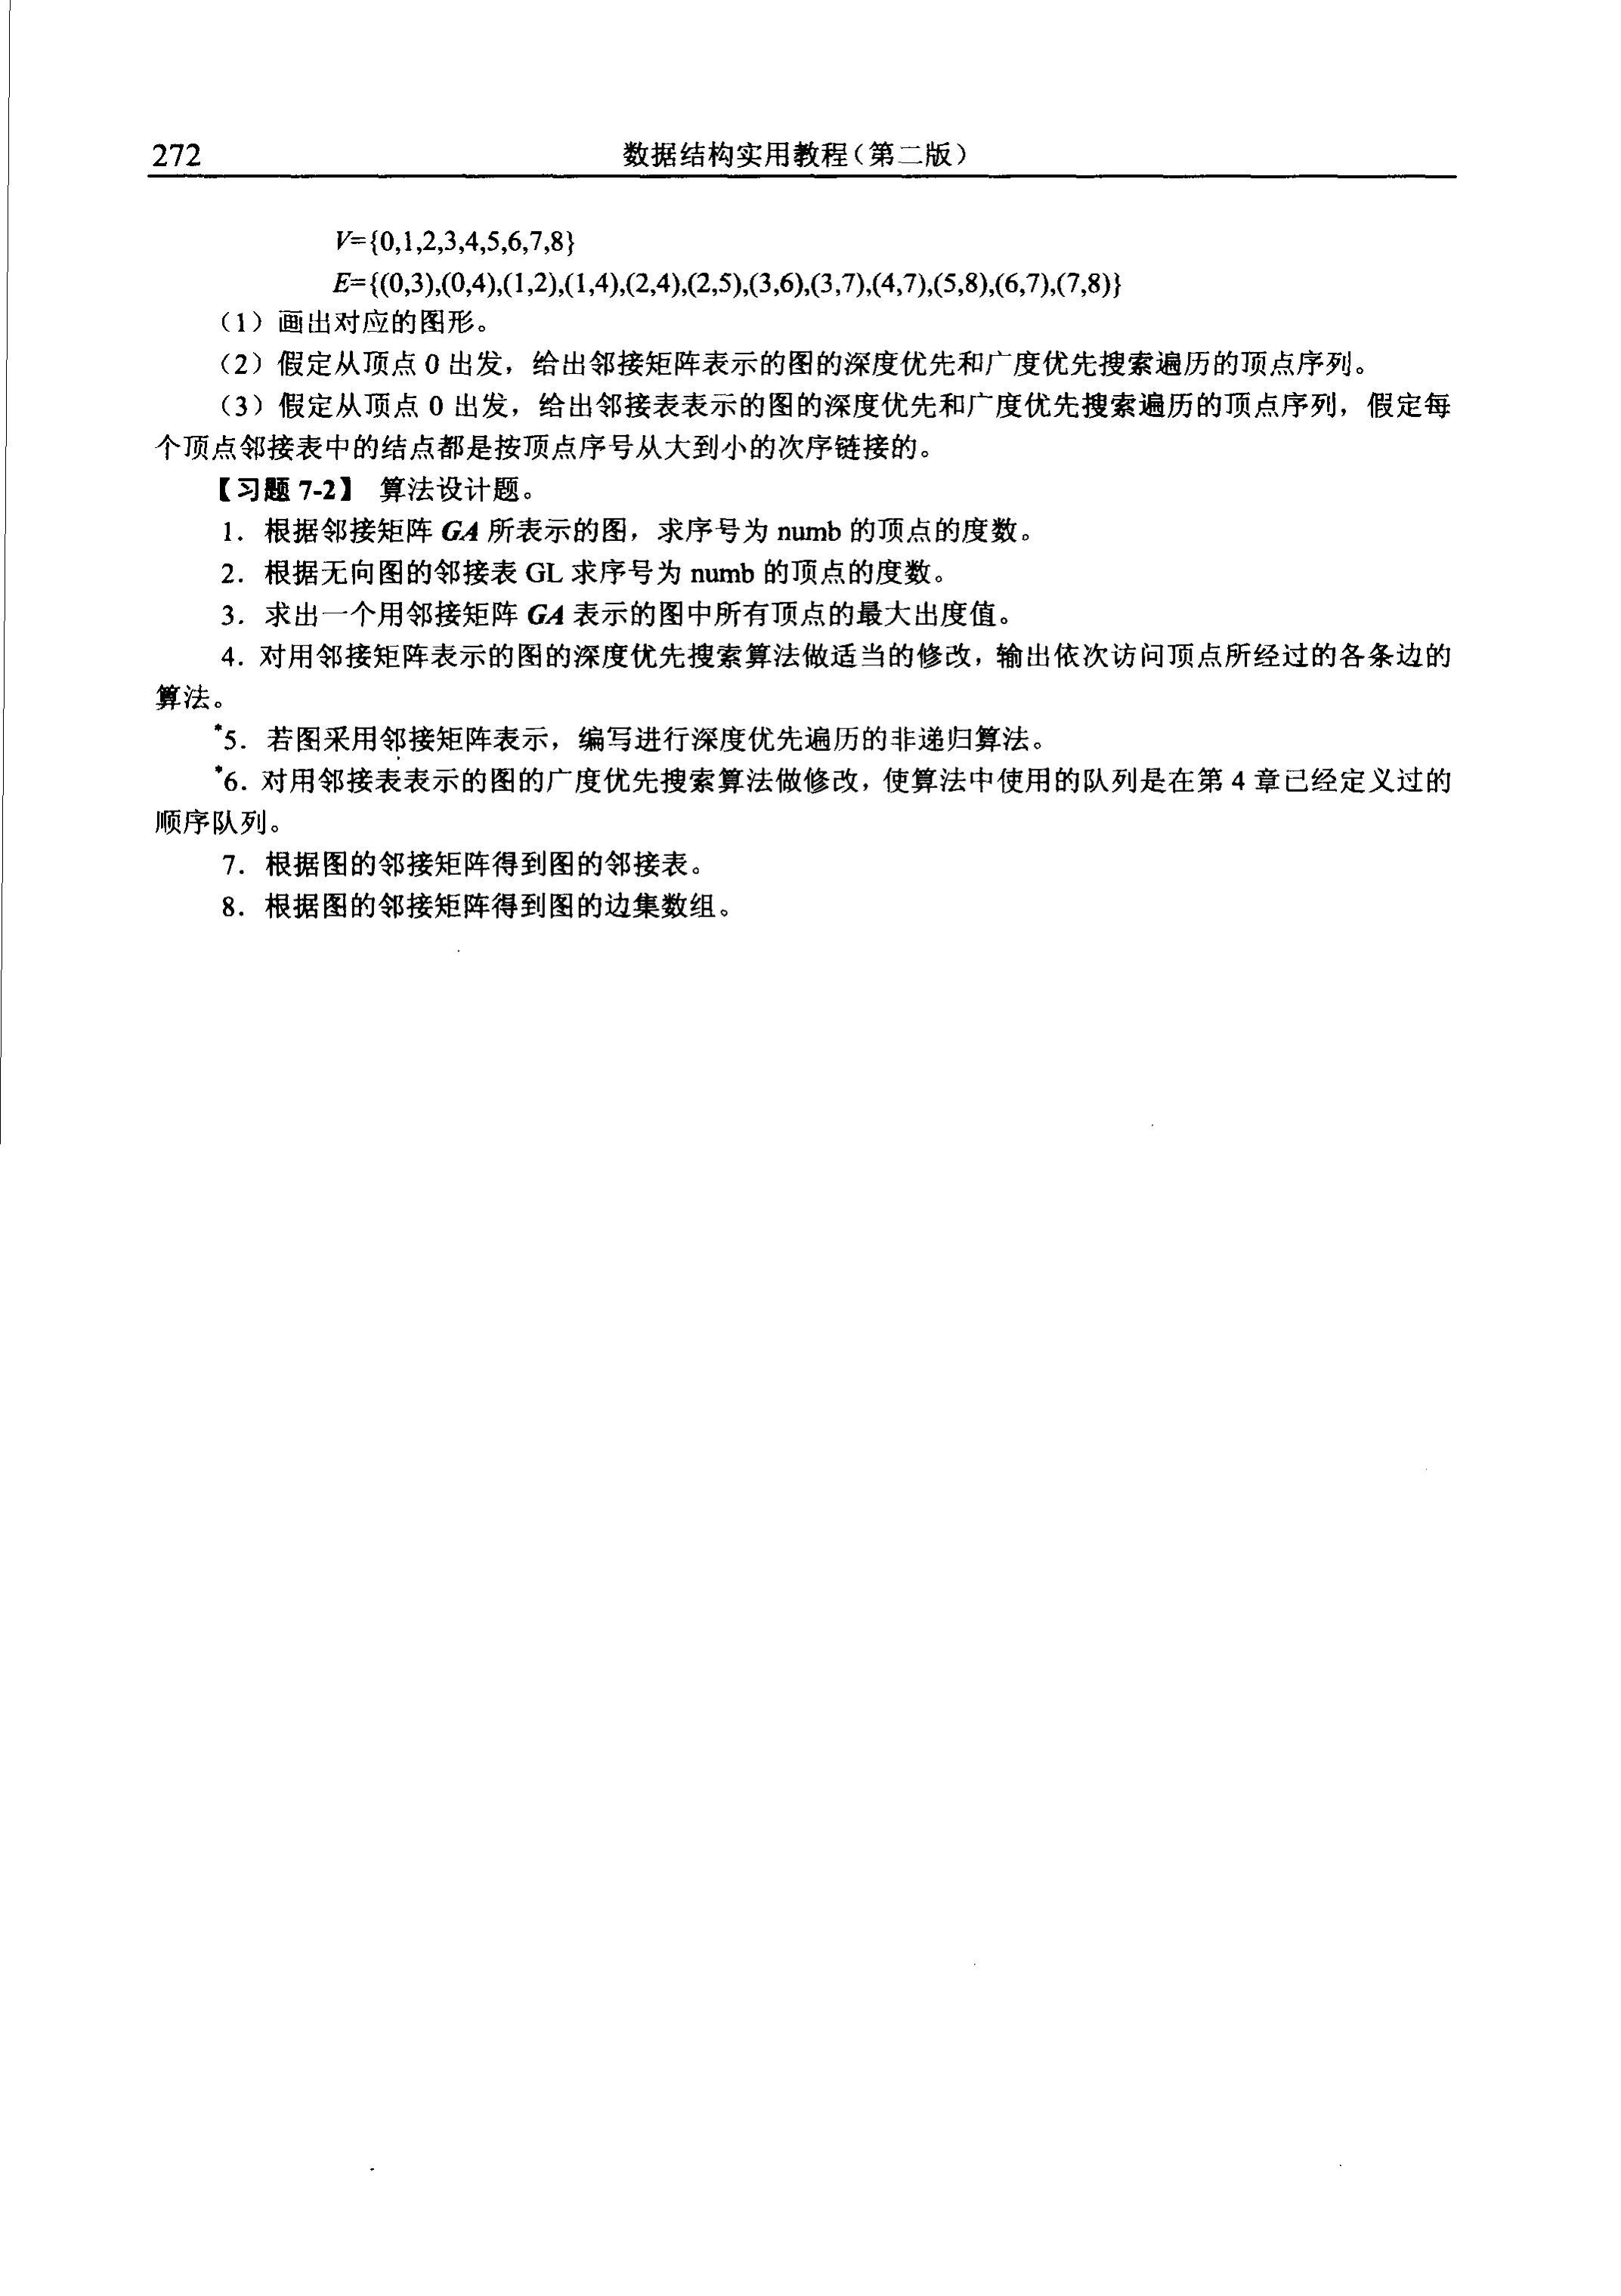 272
数据结构实用教程（第二版）
V={0,1,2,3,4,5,6,7,8}
E={(0,3),(0,4),(1,2),(1,4),(2,4),(2,5),(3,6),(3,7),(4,7),(5,8),(6,7),(7,8)}
（1）画出对应的图形。
（2）假定从顶点 0 出发，给出邻接矩阵表示的图的深度优先和广度优先搜索遍历的顶点序列。
（3）假定从顶点 0 出发，给出邻接表表示的图的深度优先和广度优先搜索遍历的顶点序列，假定每
个顶点邻接表中的结点都是按顶点序号从大到小的次序链接的。
【习题 7-2】 算法设计题。
1．根据邻接矩阵 GA 所表示的图，求序号为 numb 的顶点的度数。
2．根据无向图的邻接表 GL 求序号为 numb 的顶点的度数。
3．求出一个用邻接矩阵 GA 表示的图中所有顶点的最大出度值。
4．对用邻接矩阵表示的图的深度优先搜索算法做适当的修改，输出依次访问顶点所经过的各条边的
算法。
*5．若图采用邻接矩阵表示，编写进行深度优先遍历的非递归算法。
*6．对用邻接表表示的图的广度优先搜索算法做修改，使算法中使用的队列是在第 4 章已经定义过的
顺序队列。
7．根据图的邻接矩阵得到图的邻接表。
8．根据图的邻接矩阵得到图的边集数组。